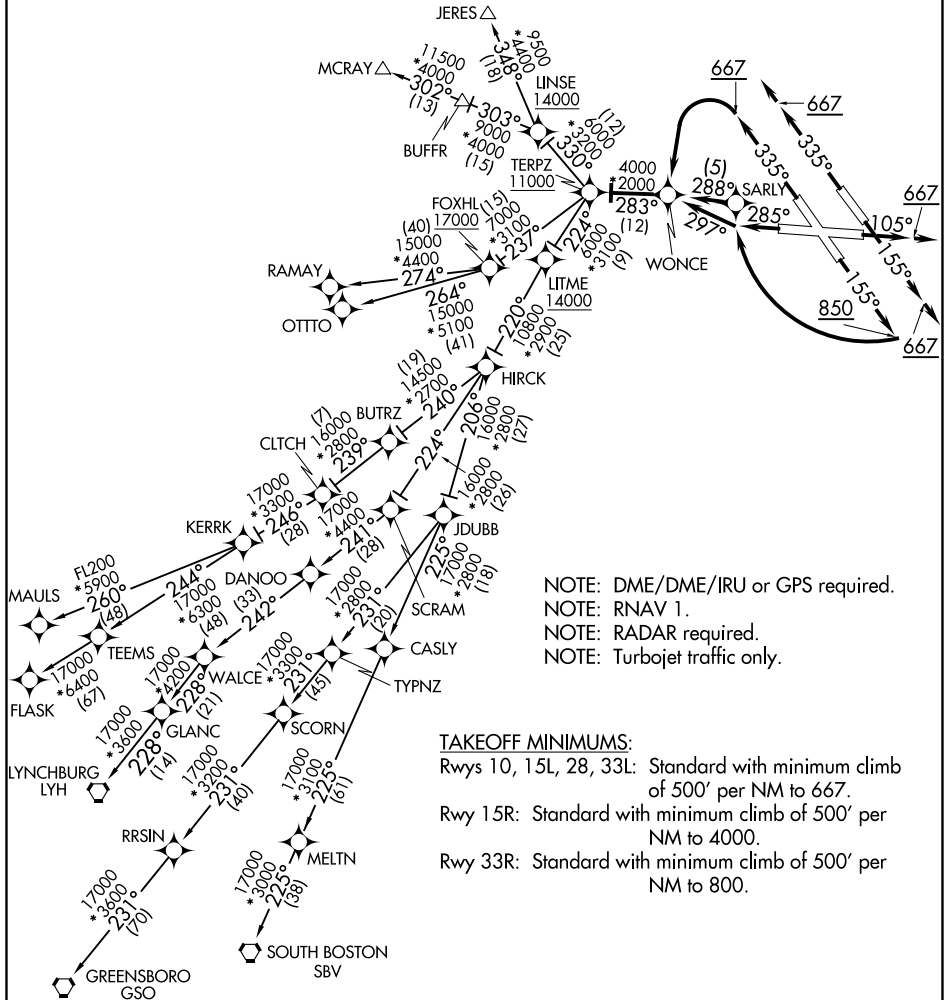 JERES
9500
*4400
348°
(18)
MCRAY
11500
*4000
302°
(13)
LINSE
14000
303°
9000
*4000
(15)
BUFFR
(12)
6000
*3200
330°
TERPZ
11000
4000
*2000
283°
(12)
(5)
288°
SARLY
297°
285°
WONCE
667
667
335°
335°
667
105°
155°
155°
850
667
FOXHL
17000
(15)
7000
*3100
237°
(40)
15000
*4400
274°
RAMAY
OTTTO
264°
15000
*5100
(41)
224°
6000
*3100
(9)
LITME
14000
220°
10800
*2900
(25)
HIRCK
(19)
14500
*2700
240°
BUTRZ
(7)
16000
*2800
239°
CLTCH
206°
16000
*2800
(27)
224°
16000
*2800
(26)
17000
*3300
246°
(28)
KERRK
17000
*4400
241°
(28)
SCRAM
JDUBB
FL200
*5900
260°
(48)
MAULS
244°
17000
*6300
(48)
TEEMS
17000
*6400
(67)
FLASK
DANOO
(33)
242°
17000
*2800
231°
(20)
225°
17000
*2800
(18)
CASLY
TYPNZ
WALCE
17000
*4200
228°
(21)
GLANC
17000
*3600
228°
(14)
LYNCHBURG
LYH
17000
*3300
231°
(45)
SCORN
17000
*3200
231°
(40)
RRSIN
17000
*3600
231°
(70)
GREENSBORO
GSO
17000
*3100
225°
(61)
MELTN
17000
*3000
225°
(38)
SOUTH BOSTON
SBV
NOTE: DME/DME/IRU or GPS required.
NOTE: RNAV 1.
NOTE: RADAR required.
NOTE: Turbojet traffic only.
TAKEOFF MINIMUMS:
Rwys 10, 15L, 28, 33L: Standard with minimum climb
of 500' per NM to 667.
Rwy 15R: Standard with minimum climb of 500' per
NM to 4000.
Rwy 33R: Standard with minimum climb of 500' per
NM to 800.